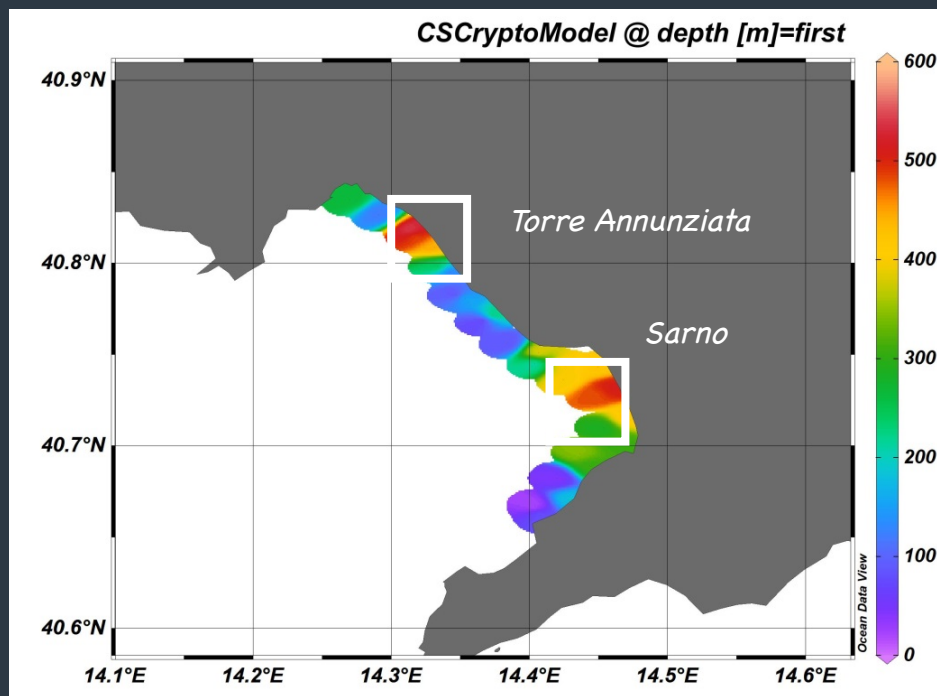 CSCryptoModel @ depth [m]=first
40.9°N
40.8°N
40.7°N
40.6°N
14.1°E
14.2°E
14.3°E
14.4°E
14.5°E
14.6°E
Torre Annunziata
Sarno
600
500
400
300
200
100
0
Ocean Data View